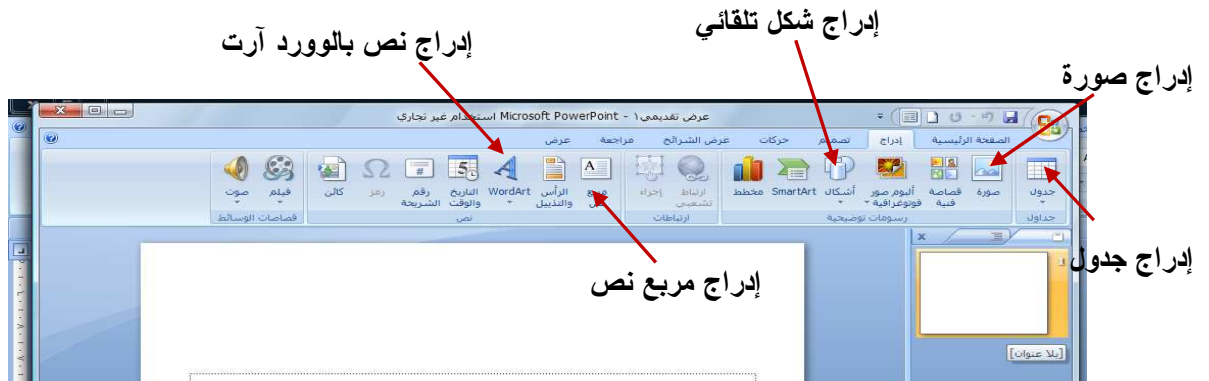 إدراج شكل تلقائي
إدراج نص بالوورد آرت
إدراج صورة
عرض تقديمي١ - Microsoft PowerPoint استخدام غير تجاري
الصفحة الرئيسية إدراج تصميم حركات عرض الشرائح مراجعة عرض
جدول صورة قصاصة فنية ألبوم صور فوتوغرافية أشكال SmartArt مخطط ارتباط تشعبي إجراء مربع نص الرأس والتذييل WordArt التاريخ والوقت رقم الشريحة رمز كائن فيلم صوت
جداول رسومات توضيحية ارتباطات نص قصاصات الوسائط
إدراج جدول
إدراج مربع نص
1
[بلا عنوان]